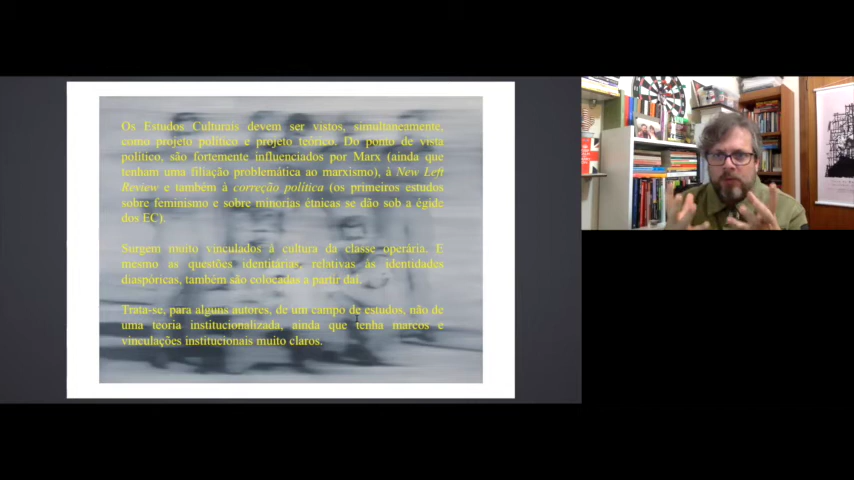 Os Estudos Culturais devem ser vistos, simultaneamente,
como projeto político e projeto teórico. Do ponto de vista
político, são fortemente influenciados por Marx (ainda que
tenham uma filiação problemática ao marxismo), à New Left
Review e também à correção política (os primeiros estudos
sobre feminismo e sobre minorias étnicas se dão sob a égide
dos EC).
Surgem muito vinculados à cultura da classe operária. E
mesmo as questões identitárias, relativas às identidades
diaspóricas, também são colocadas a partir daí.
Trata-se, para alguns autores, de um campo de estudos, não de
uma teoria institucionalizada, ainda que tenha marcos e
vinculações institucionais muito claros.